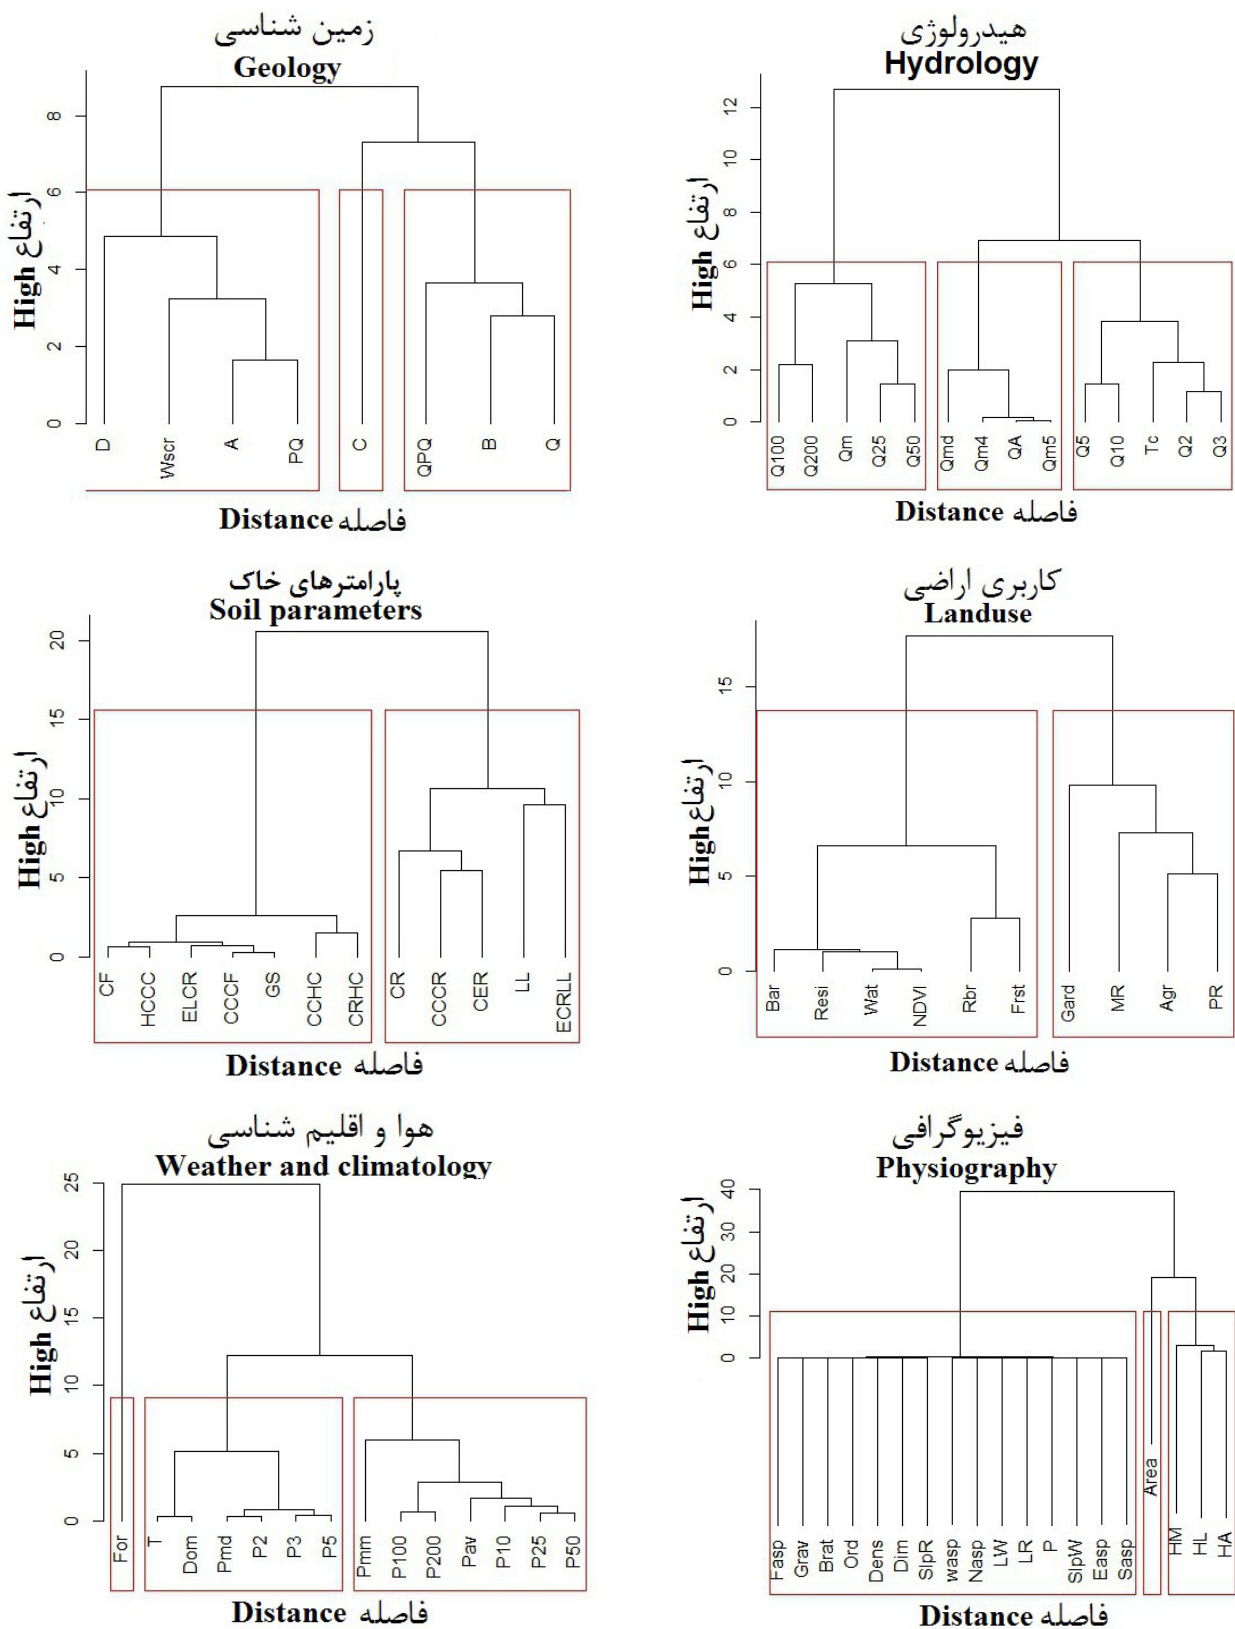 زمین شناسی
Geology
High ارتفاع
8
6
4
2
0
D
Wscr
A
PQ
C
QPQ
B
Q
Distance فاصله
هیدرولوژی
Hydrology
High ارتفاع
12
10
8
6
4
2
0
Q100
Q200
Qm
Q25
Q50
Qmd
Qm4
QA
Qm5
Q5
Q10
Tc
Q2
Q3
Distance فاصله
پارامترهای خاک
Soil parameters
High ارتفاع
20
15
10
5
0
CF
HCCC
ELCR
CCCF
GS
CCHC
CRHC
CR
CCCR
CER
LL
ECRLL
Distance فاصله
کاربری اراضی
Landuse
High ارتفاع
15
10
5
0
Bar
Resi
Wat
NDVI
Rbr
Frst
Gard
MR
Agr
PR
Distance فاصله
هوا و اقلیم شناسی
Weather and climatology
High ارتفاع
25
20
15
10
5
0
For
T
Dom
Pmd
P2
P3
P5
Pmm
P100
P200
Pav
P10
P25
P50
Distance فاصله
فیزیوگرافی
Physiography
High ارتفاع
40
30
20
10
0
Fasp
Grav
Brat
Ord
Dens
Dim
SlpR
wasp
Nasp
LW
LR
P
SlpW
Easp
Sasp
Area
HM
HL
HA
Distance فاصله